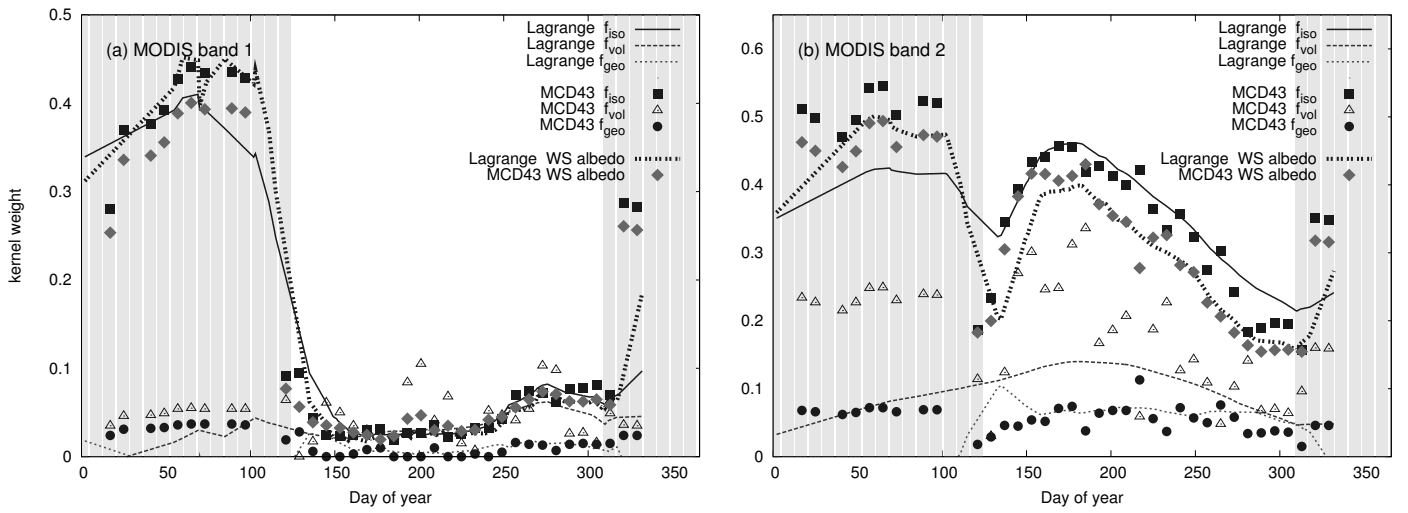 (a) MODIS band 1
Lagrange f_iso
Lagrange f_vol
Lagrange f_geo
MCD43 f_iso
MCD43 f_vol
MCD43 f_geo
Lagrange WS albedo
MCD43 WS albedo
kernel weight
0.5
0.4
0.3
0.2
0.1
0
0 50 100 150 200 250 300 350
Day of year
(b) MODIS band 2
Lagrange f_iso
Lagrange f_vol
Lagrange f_geo
MCD43 f_iso
MCD43 f_vol
MCD43 f_geo
Lagrange WS albedo
MCD43 WS albedo
0.6
0.5
0.4
0.3
0.2
0.1
0
0 50 100 150 200 250 300 350
Day of year